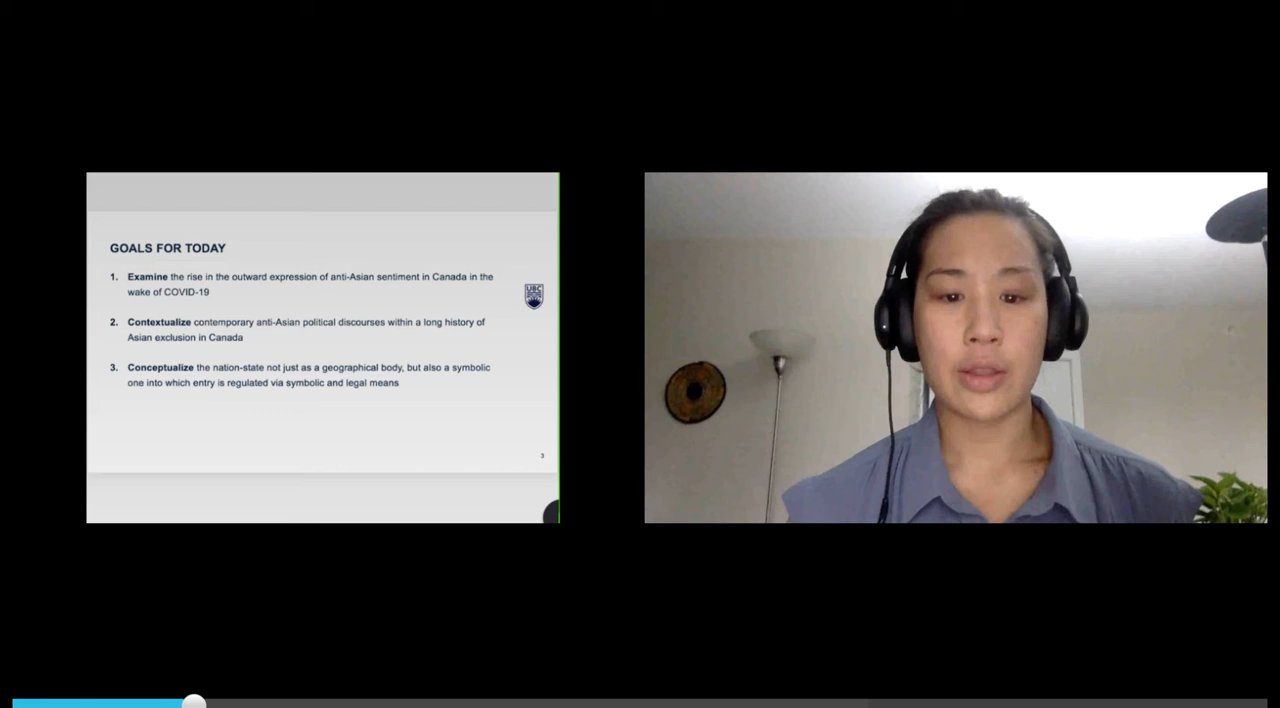 GOALS FOR TODAY
1. Examine the rise in the outward expression of anti-Asian sentiment in Canada in the
wake of COVID-19
UBC
2. Contextualize contemporary anti-Asian political discourses within a long history of
Asian exclusion in Canada
3. Conceptualize the nation-state not just as a geographical body, but also a symbolic
one into which entry is regulated via symbolic and legal means
3